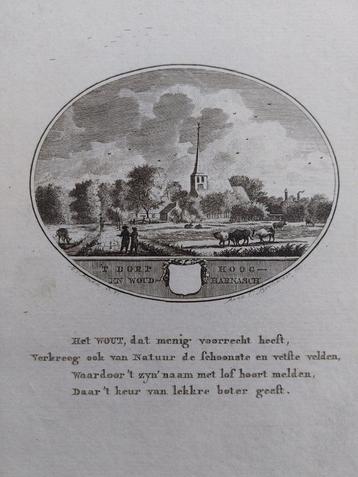 'T DORP HOOG—
EN WOUD- HARNASCH.
Het WOUT, dat menig voorrecht heeft,
Verkreeg ook van Natuur de schoonste en vetste velden,
Waardoor 't zyn' naam met lof hoort melden,
Daar 't keur van lekkre boter geeft.